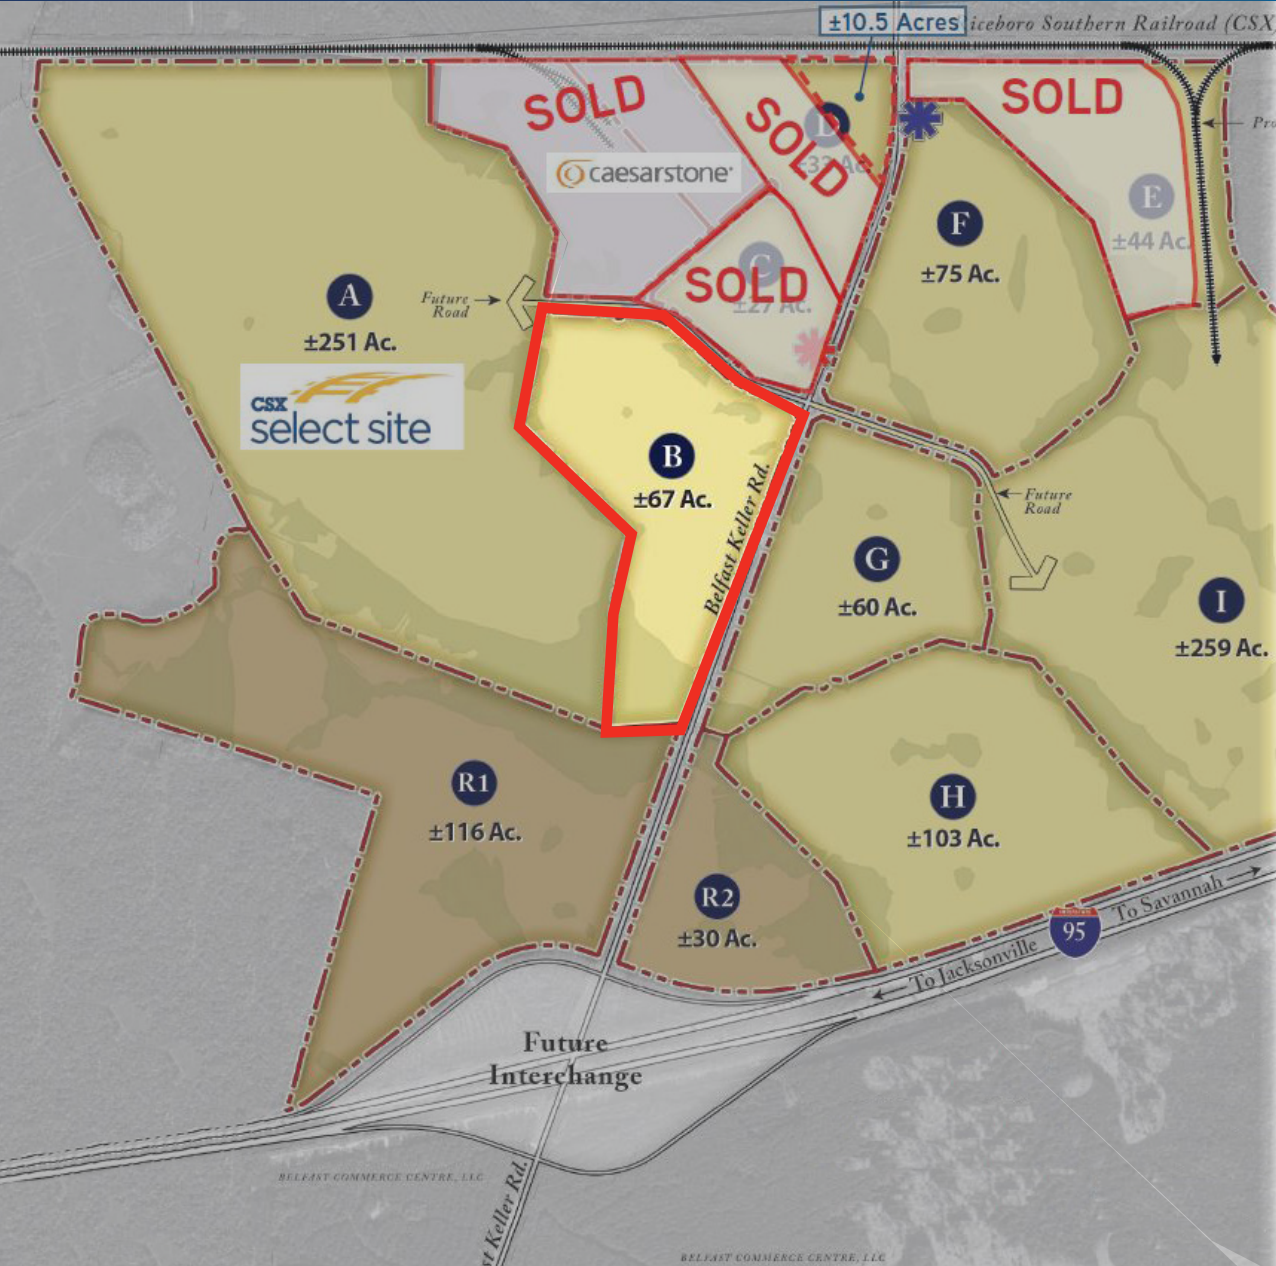 ±10.5 Acres
iceboro Southern Railroad (CSX
SOLD
caesarstone
SOLD
D
SOLD
E
±44 Ac.
F
±75 Ac.
C
SOLD
±27 Ac.
A
±251 Ac.
CSX
select site
Future
Road
B
±67 Ac.
Belfast Keller Rd.
Future
Road
G
±60 Ac.
I
±259 Ac.
R1
±116 Ac.
H
±103 Ac.
R2
±30 Ac.
95
To Savannah
To Jacksonville
Future
Interchange
BELFAST COMMERCE CENTRE, LLC
st Keller Rd.
BELFAST COMMERCE CENTRE, LLC